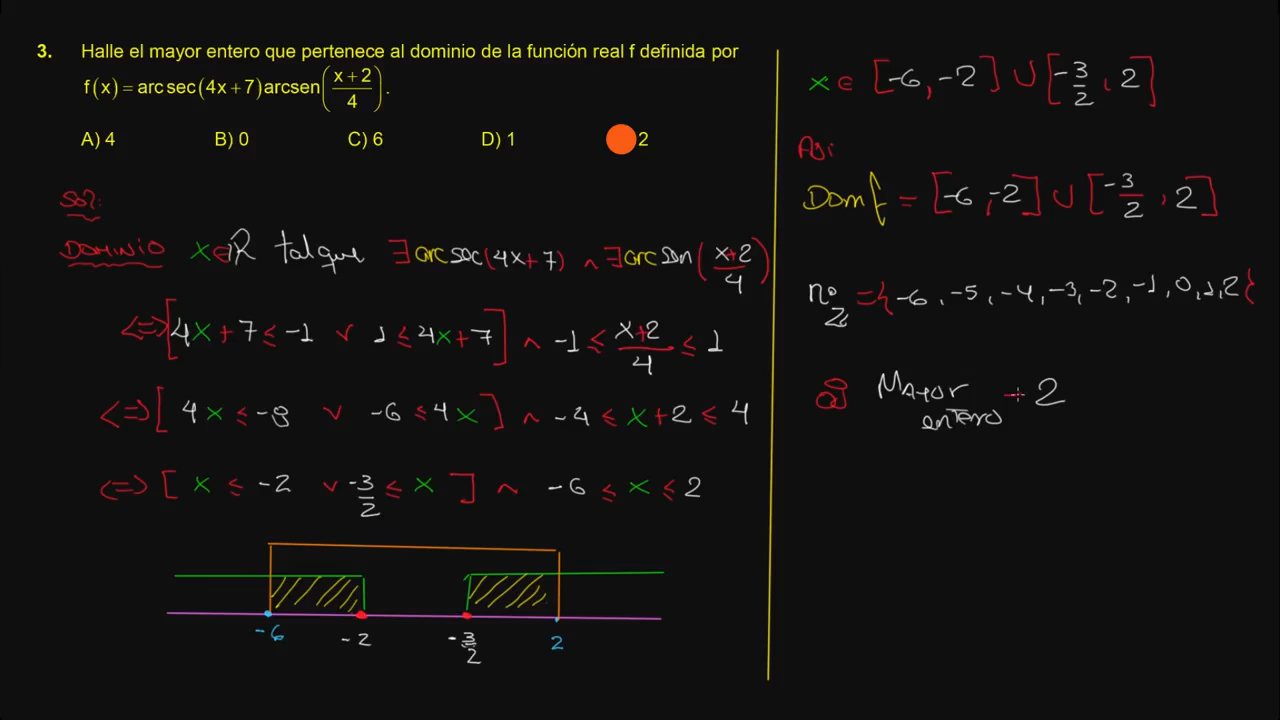 3. Halle el mayor entero que pertenece al dominio de la función real f definida por
f(x) = arc sec(4x+7)arcsen((x+2)/4).
A) 4 B) 0 C) 6 D) 1 2
Sol:
DOMINIO x ∈ R tal que ∃ arcsec(4x+7) ∧ ∃ arcsen((x+2)/4)
<=> [4x+7 ≤ -1 ∨ 1 ≤ 4x+7] ∧ -1 ≤ (x+2)/4 ≤ 1
<=> [4x ≤ -8 ∨ -6 ≤ 4x] ∧ -4 ≤ x+2 ≤ 4
<=> [x ≤ -2 ∨ -3/2 ≤ x] ∧ -6 ≤ x ≤ 2
-6 -2 -3/2 2
x ∈ [-6, -2] ∪ [-3/2, 2]
Asi
Dom f = [-6, -2] ∪ [-3/2, 2]
nos Z = {-6, -5, -4, -3, -2, -1, 0, 1, 2}
Mayor entero 2